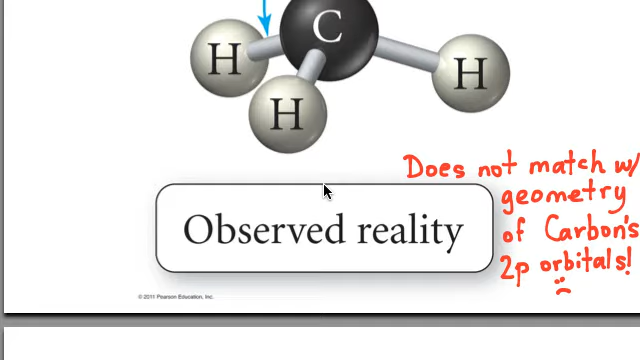 C
H
H
H
Does not match w/
geometry
of Carbon's
2p orbitals!
Observed reality
© 2011 Pearson Education, Inc.